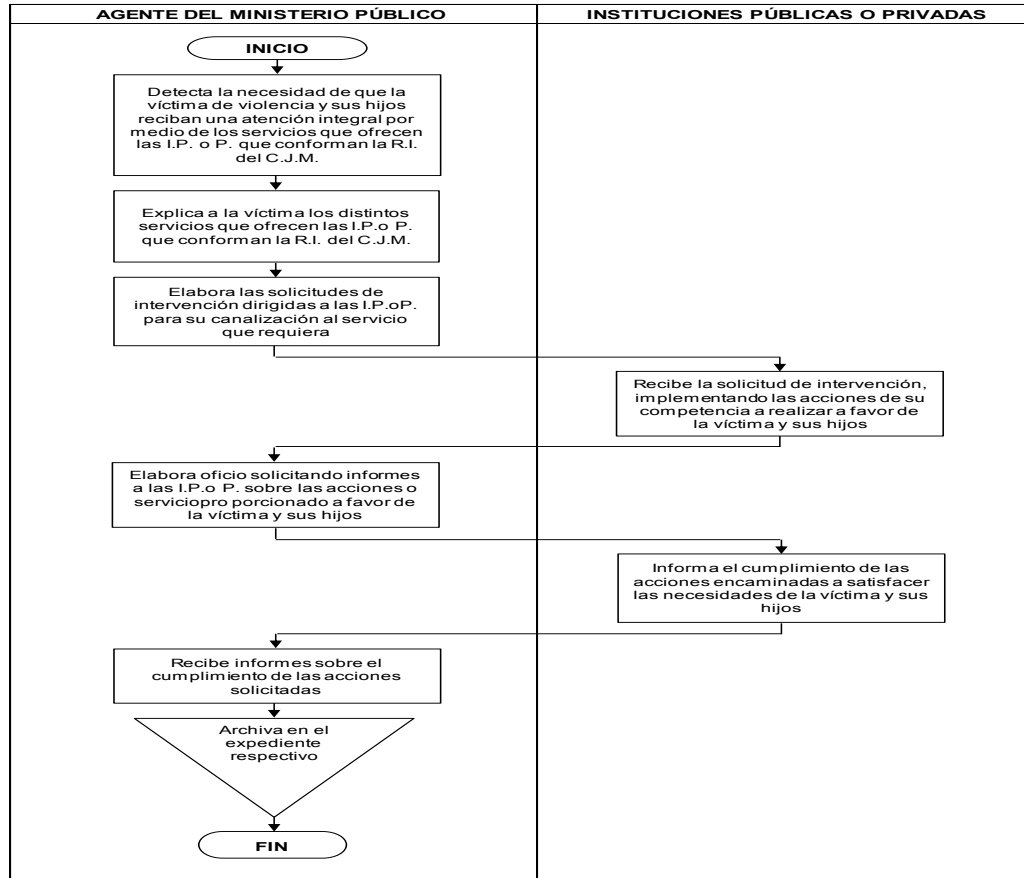 AGENTE DEL MINISTERIO PÚBLICO
INSTITUCIONES PÚBLICAS O PRIVADAS
INICIO
Detecta la necesidad de que la
víctima de violencia y sus hijos
reciban una atención integral por
medio de los servicios que ofrecen
las I.P. o P. que conforman la R.I.
del C.J.M.
Explica a la víctima los distintos
servicios que ofrecen las I.P.o P.
que conforman la R.I. del C.J.M.
Elabora las solicitudes de
intervención dirigidas a las I.P.oP.
para su canalización al servicio
que requiera
Recibe la solicitud de intervención,
implementando las acciones de su
competencia a realizar a favor de
la víctima y sus hijos
Elabora oficio solicitando informes
a las I.P.o P. sobre las acciones o
serviciopro porcionado a favor de
la víctima y sus hijos
Informa el cumplimiento de las
acciones encaminadas a satisfacer
las necesidades de la víctima y sus
hijos
Recibe informes sobre el
cumplimiento de las acciones
solicitadas
Archiva en el
expediente
respectivo
FIN